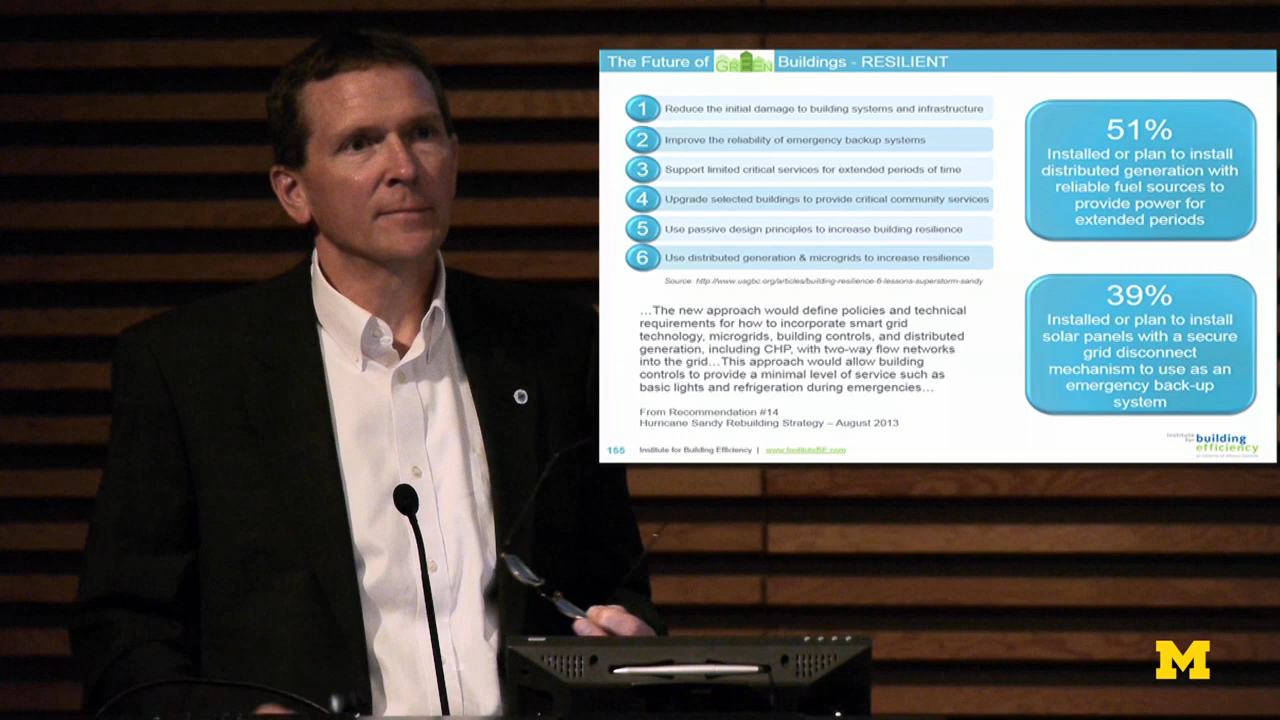 The Future of GREEN Buildings - RESILIENT
1 Reduce the initial damage to building systems and infrastructure
2 Improve the reliability of emergency backup systems
3 Support limited critical services for extended periods of time
4 Upgrade selected buildings to provide critical community services
5 Use passive design principles to increase building resilience
6 Use distributed generation & microgrids to increase resilience
Source: http://www.usgbc.org/articles/building-resilience-6-lessons-superstorm-sandy
…The new approach would define policies and technical
requirements for how to incorporate smart grid
technology, microgrids, building controls, and distributed
generation, including CHP, with two-way flow networks
into the grid…This approach would allow building
controls to provide a minimal level of service such as
basic lights and refrigeration during emergencies…
From Recommendation #14
Hurricane Sandy Rebuilding Strategy – August 2013
51%
Installed or plan to install
distributed generation with
reliable fuel sources to
provide power for
extended periods
39%
Installed or plan to install
solar panels with a secure
grid disconnect
mechanism to use as an
emergency back-up
system
155 Institute for Building Efficiency | www.InstituteBE.com
institute
for building
efficiency
M